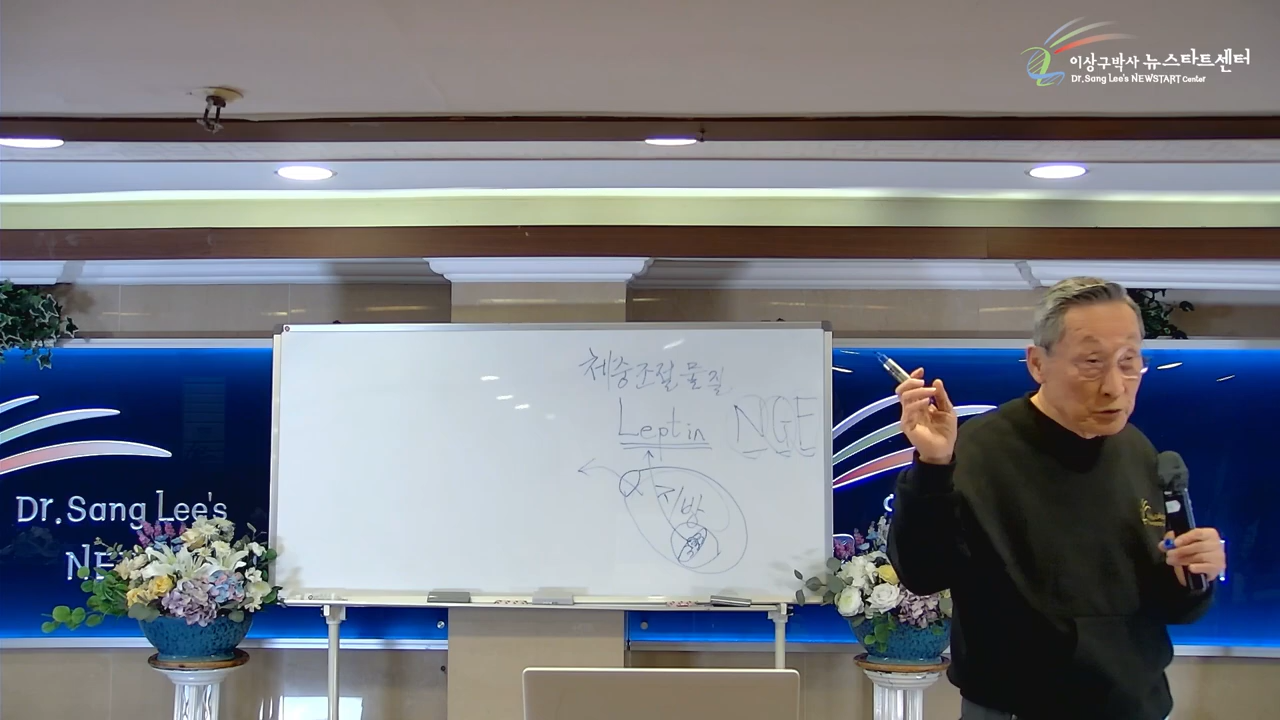 이상구박사 뉴스타트센터
Dr. Sang Lee's NEWSTART Center
체중조절물질
Leptin NGE
지방
Dr. Sang Lee's
NE